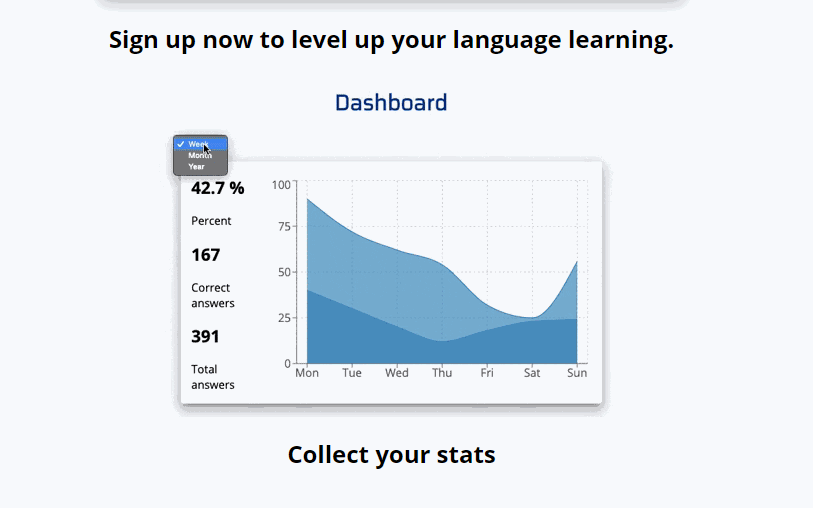 Sign up now to level up your language learning.
Dashboard
✓ Week
Month
Year
42.7 %
Percent
167
Correct
answers
391
Total
answers
100
75
50
25
0
Mon Tue Wed Thu Fri Sat Sun
Collect your stats